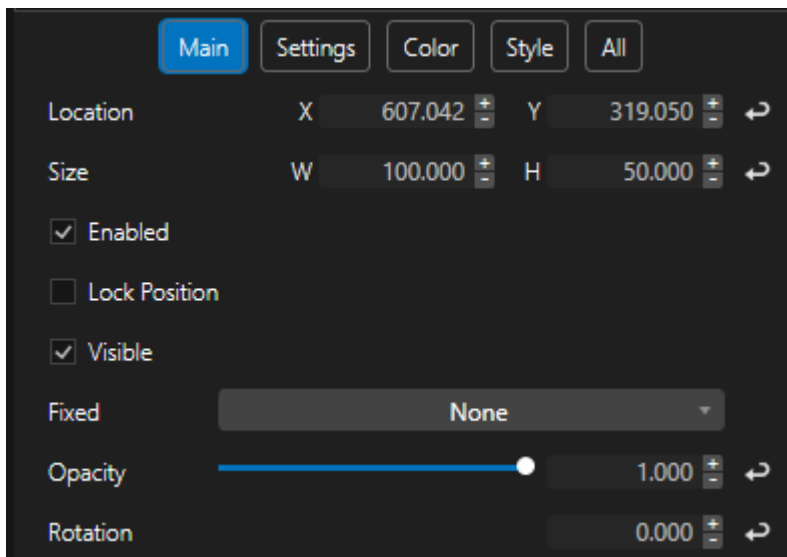 Main Settings Color Style All
Location X 607.042 + - Y 319.050 + -
Size W 100.000 + - H 50.000 + -
Enabled
Lock Position
Visible
Fixed None
Opacity 1.000 + -
Rotation 0.000 + -